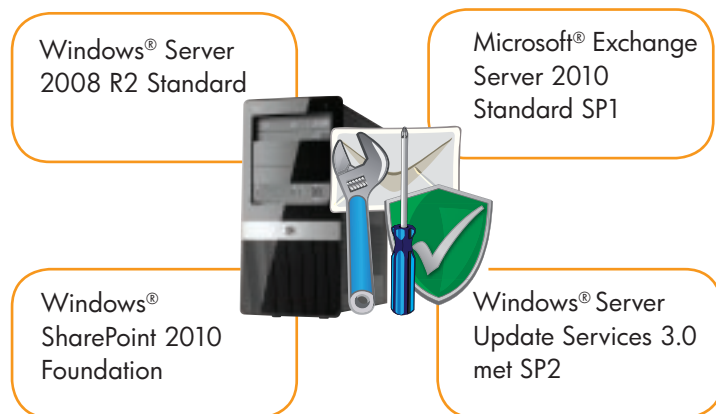 Windows® Server
2008 R2 Standard
Microsoft® Exchange
Server 2010
Standard SP1
Windows®
SharePoint 2010
Foundation
Windows® Server
Update Services 3.0
met SP2